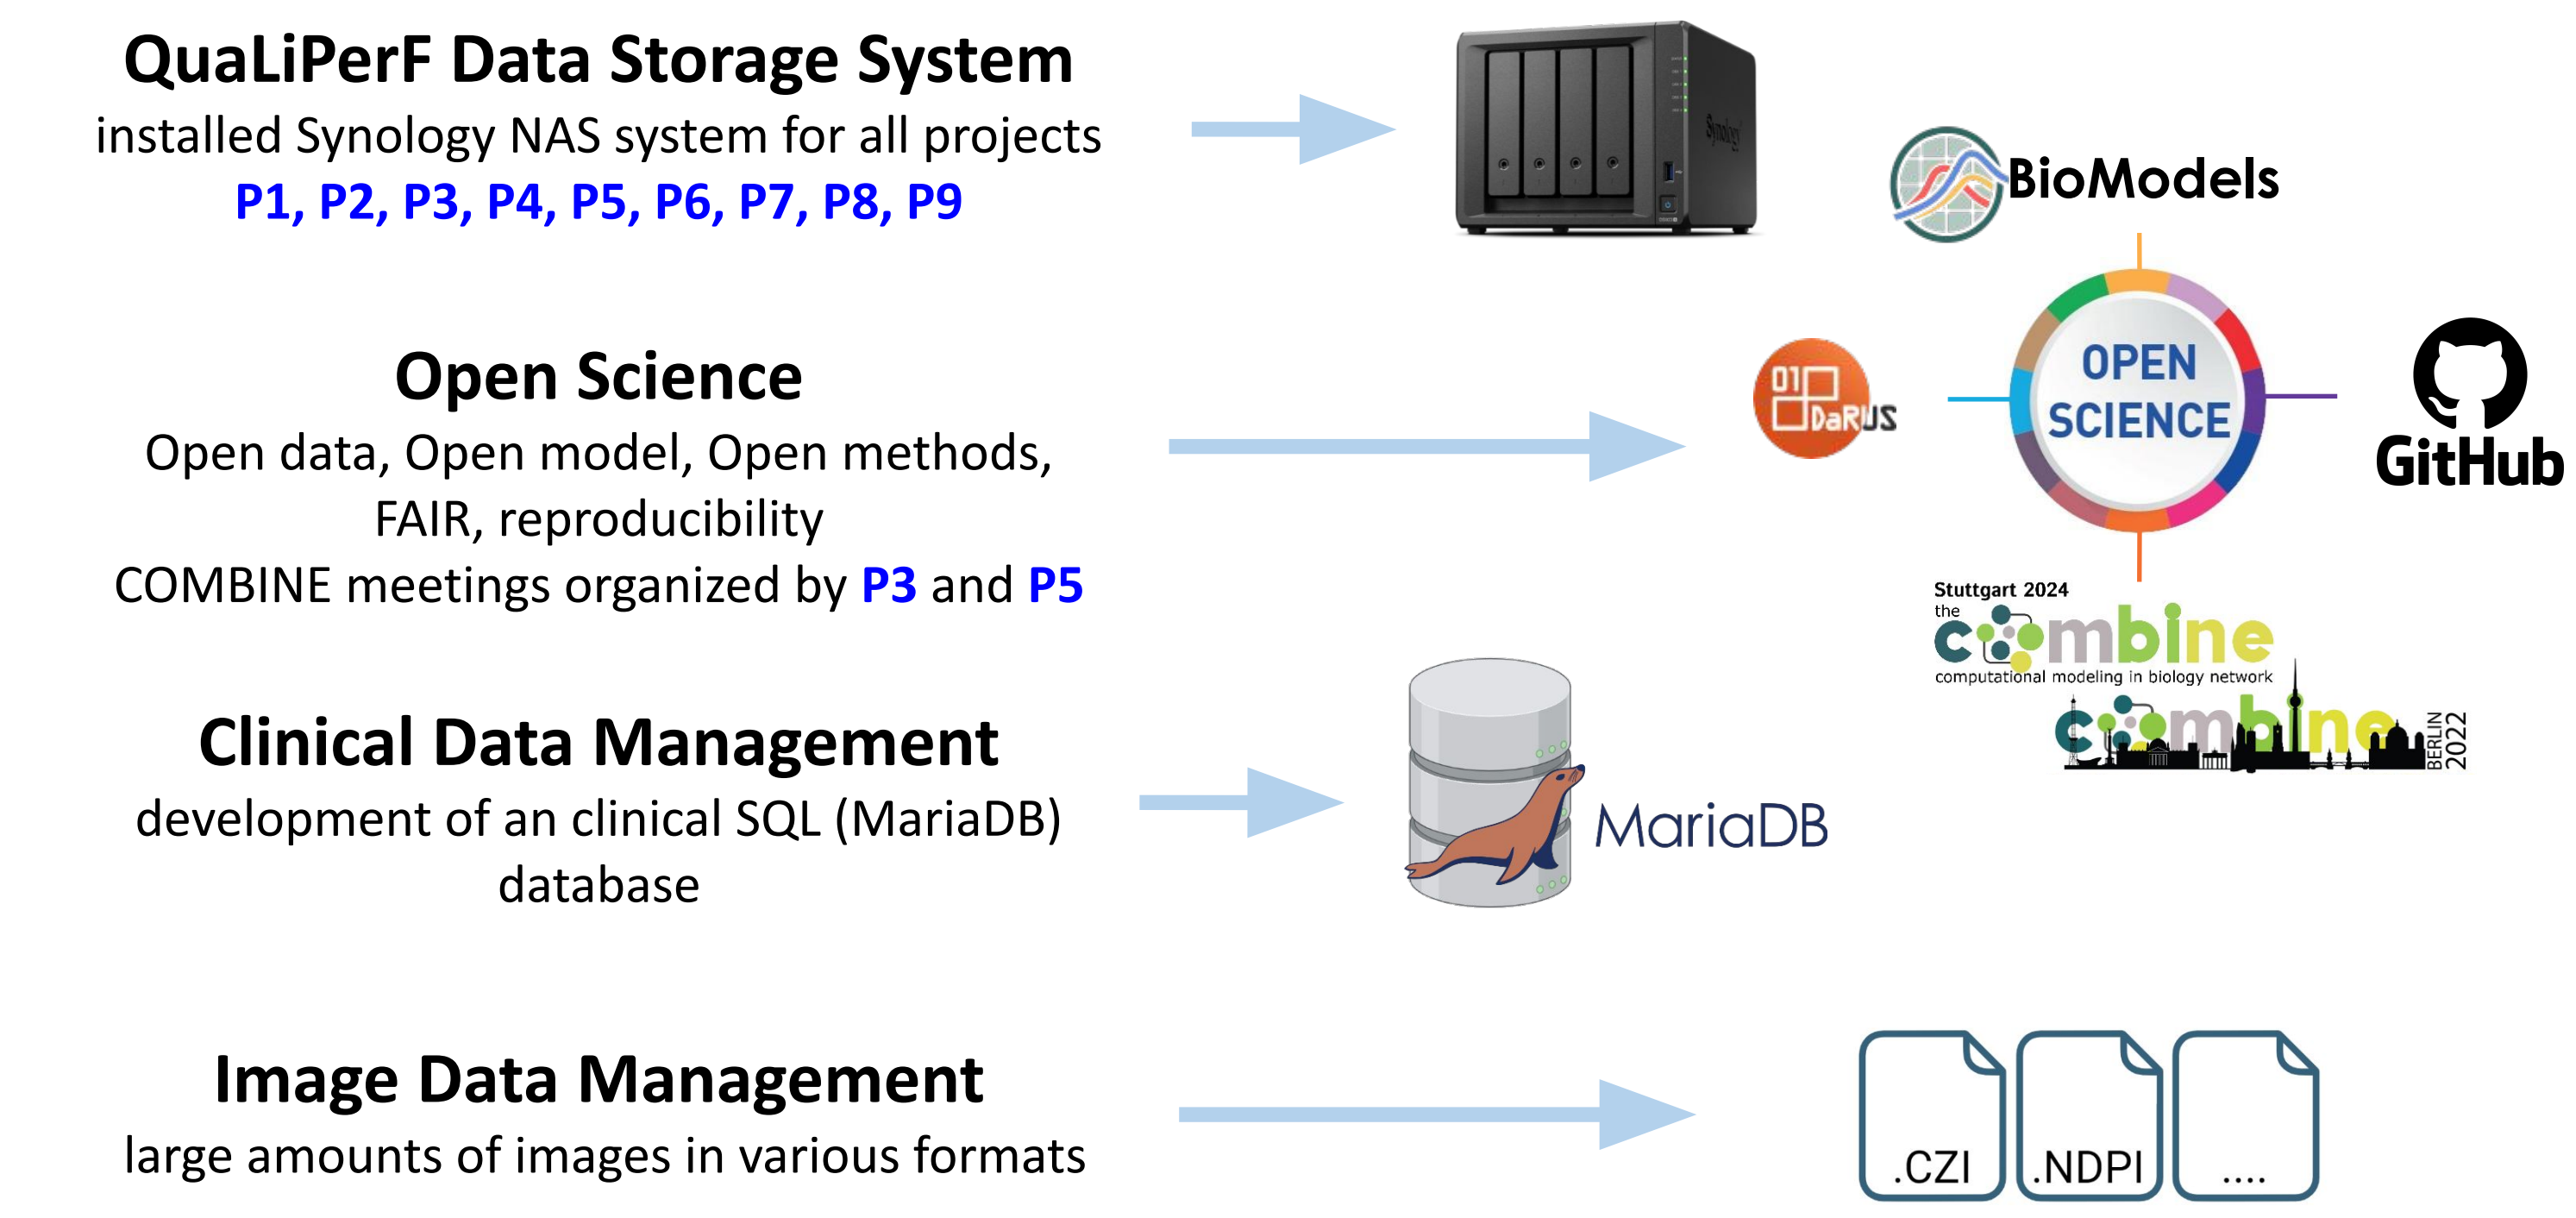 QuaLiPerF Data Storage System
installed Synology NAS system for all projects
P1, P2, P3, P4, P5, P6, P7, P8, P9
Synology
BioModels
Open Science
Open data, Open model, Open methods,
FAIR, reproducibility
COMBINE meetings organized by P3 and P5
01
DaRUS
OPEN
SCIENCE
GitHub
Stuttgart 2024
the
combine
computational modeling in biology network
combine
BERLIN
2022
Clinical Data Management
development of an clinical SQL (MariaDB)
database
MariaDB
Image Data Management
large amounts of images in various formats
.CZI
.NDPI
....